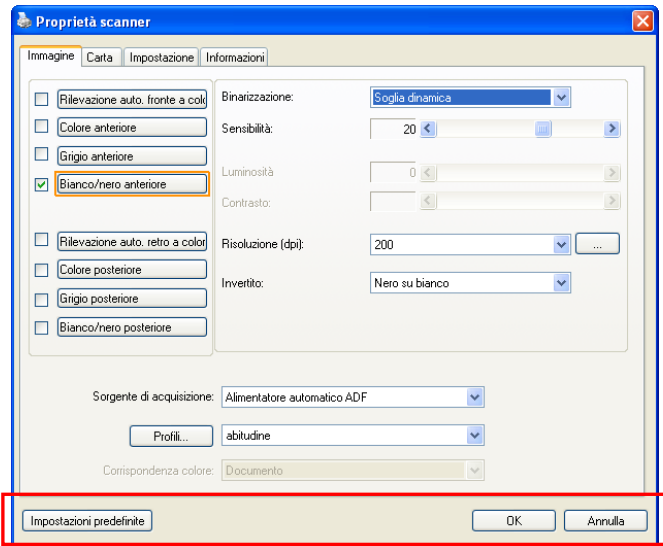 Proprietà scanner
Immagine Carta Impostazione Informazioni
Rilevazione auto. fronte a colo
Colore anteriore
Grigio anteriore
Bianco/nero anteriore
Rilevazione auto. retro a color
Colore posteriore
Grigio posteriore
Bianco/nero posteriore
Binarizzazione: Soglia dinamica
Sensibilità: 20
Luminosità 0
Contrasto:
Risoluzione (dpi): 200 ...
Invertito: Nero su bianco
Sorgente di acquisizione: Alimentatore automatico ADF
Profili... abitudine
Corrispondenza colore: Documento
Impostazioni predefinite OK Annulla